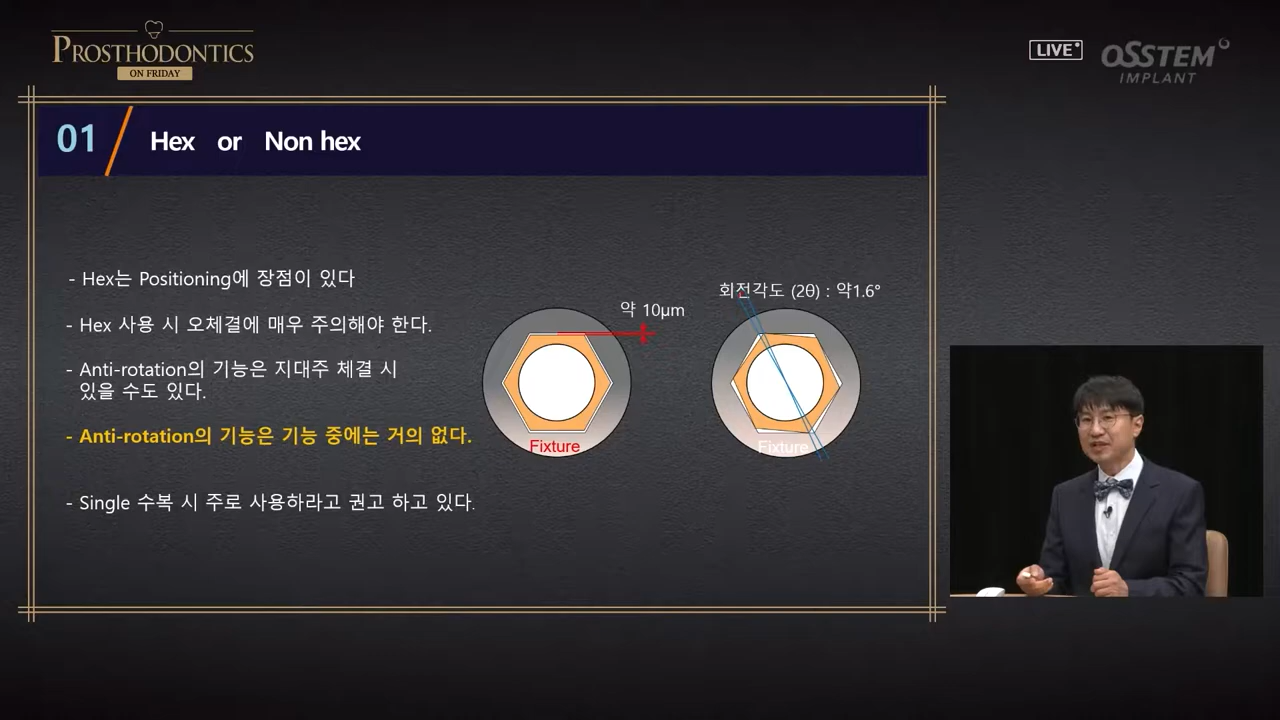 PROSTHODONTICS
ON FRIDAY
LIVE
OSSTEM
IMPLANT
01 Hex or Non hex
- Hex는 Positioning에 장점이 있다
- Hex 사용 시 오체결에 매우 주의해야 한다.
- Anti-rotation의 기능은 지대주 체결 시
있을 수도 있다.
- Anti-rotation의 기능은 기능 중에는 거의 없다.
- Single 수복 시 주로 사용하라고 권고 하고 있다.
약 10μm
Fixture
회전각도 (2θ) : 약1.6°
Fixture